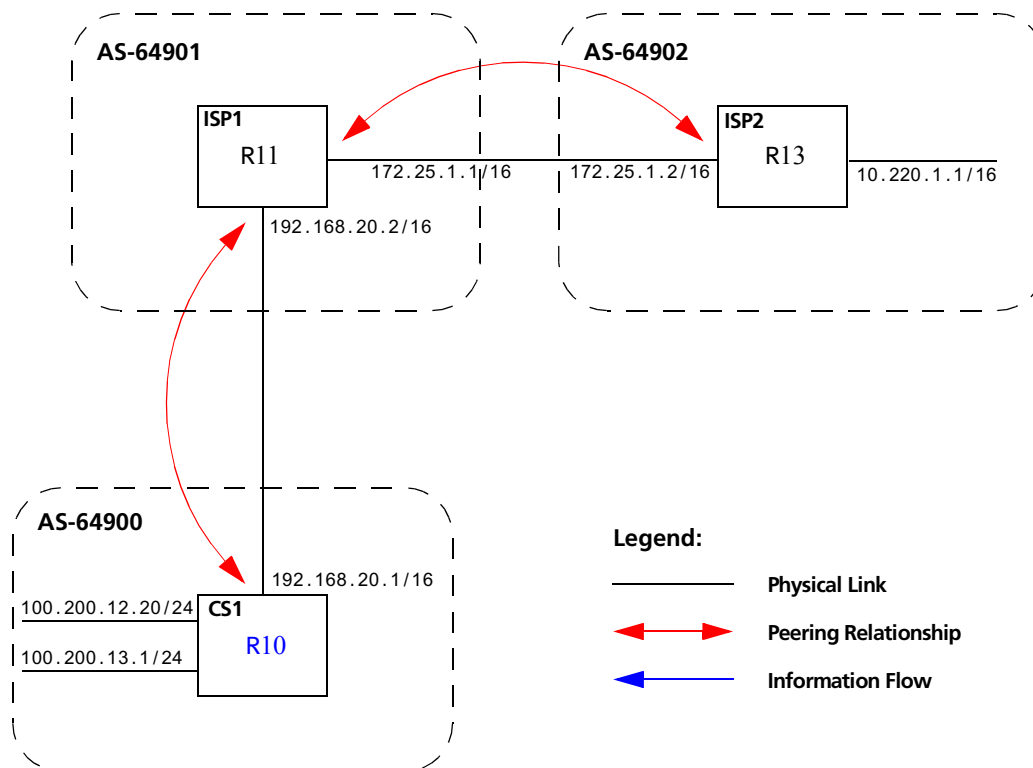 AS-64901
AS-64902
ISP1
R11
ISP2
R13
172.25.1.1/16
172.25.1.2/16
10.220.1.1/16
192.168.20.2/16
AS-64900
192.168.20.1/16
100.200.12.20/24
CS1
R10
100.200.13.1/24
Legend:
Physical Link
Peering Relationship
Information Flow